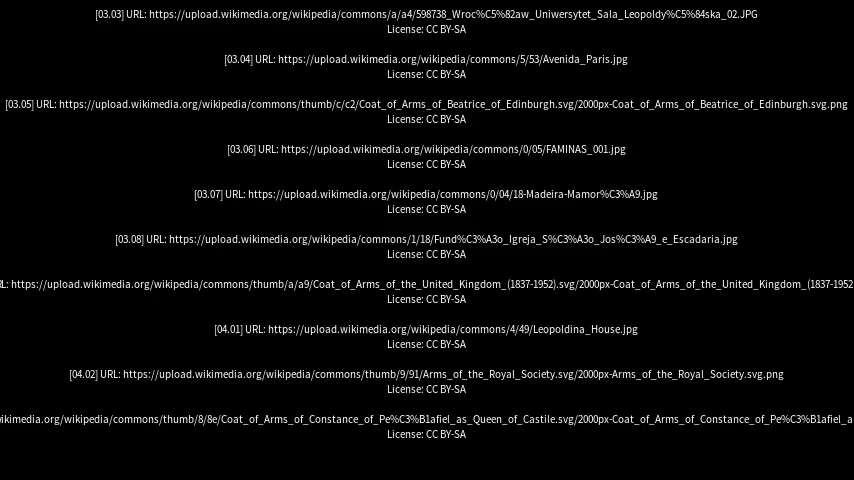 [03.03] URL: https://upload.wikimedia.org/wikipedia/commons/a/a4/598738_Wroc%C5%82aw_Uniwersytet_Sala_Leopoldy%C5%84ska_02.JPG
License: CC BY-SA
[03.04] URL: https://upload.wikimedia.org/wikipedia/commons/5/53/Avenida_Paris.jpg
License: CC BY-SA
[03.05] URL: https://upload.wikimedia.org/wikipedia/commons/thumb/c/c2/Coat_of_Arms_of_Beatrice_of_Edinburgh.svg/2000px-Coat_of_Arms_of_Beatrice_of_Edinburgh.svg.png
License: CC BY-SA
[03.06] URL: https://upload.wikimedia.org/wikipedia/commons/0/05/FAMINAS_001.jpg
License: CC BY-SA
[03.07] URL: https://upload.wikimedia.org/wikipedia/commons/0/04/18-Madeira-Mamor%C3%A9.jpg
License: CC BY-SA
[03.08] URL: https://upload.wikimedia.org/wikipedia/commons/1/18/Fund%C3%A3o_Igreja_S%C3%A3o_Jos%C3%A9_e_Escadaria.jpg
License: CC BY-SA
L: https://upload.wikimedia.org/wikipedia/commons/thumb/a/a9/Coat_of_Arms_of_the_United_Kingdom_(1837-1952).svg/2000px-Coat_of_Arms_of_the_United_Kingdom_(1837-1952
License: CC BY-SA
[04.01] URL: https://upload.wikimedia.org/wikipedia/commons/4/49/Leopoldina_House.jpg
License: CC BY-SA
[04.02] URL: https://upload.wikimedia.org/wikipedia/commons/thumb/9/91/Arms_of_the_Royal_Society.svg/2000px-Arms_of_the_Royal_Society.svg.png
License: CC BY-SA
ikimedia.org/wikipedia/commons/thumb/8/8e/Coat_of_Arms_of_Constance_of_Pe%C3%B1afiel_as_Queen_of_Castile.svg/2000px-Coat_of_Arms_of_Constance_of_Pe%C3%B1afiel_a
License: CC BY-SA